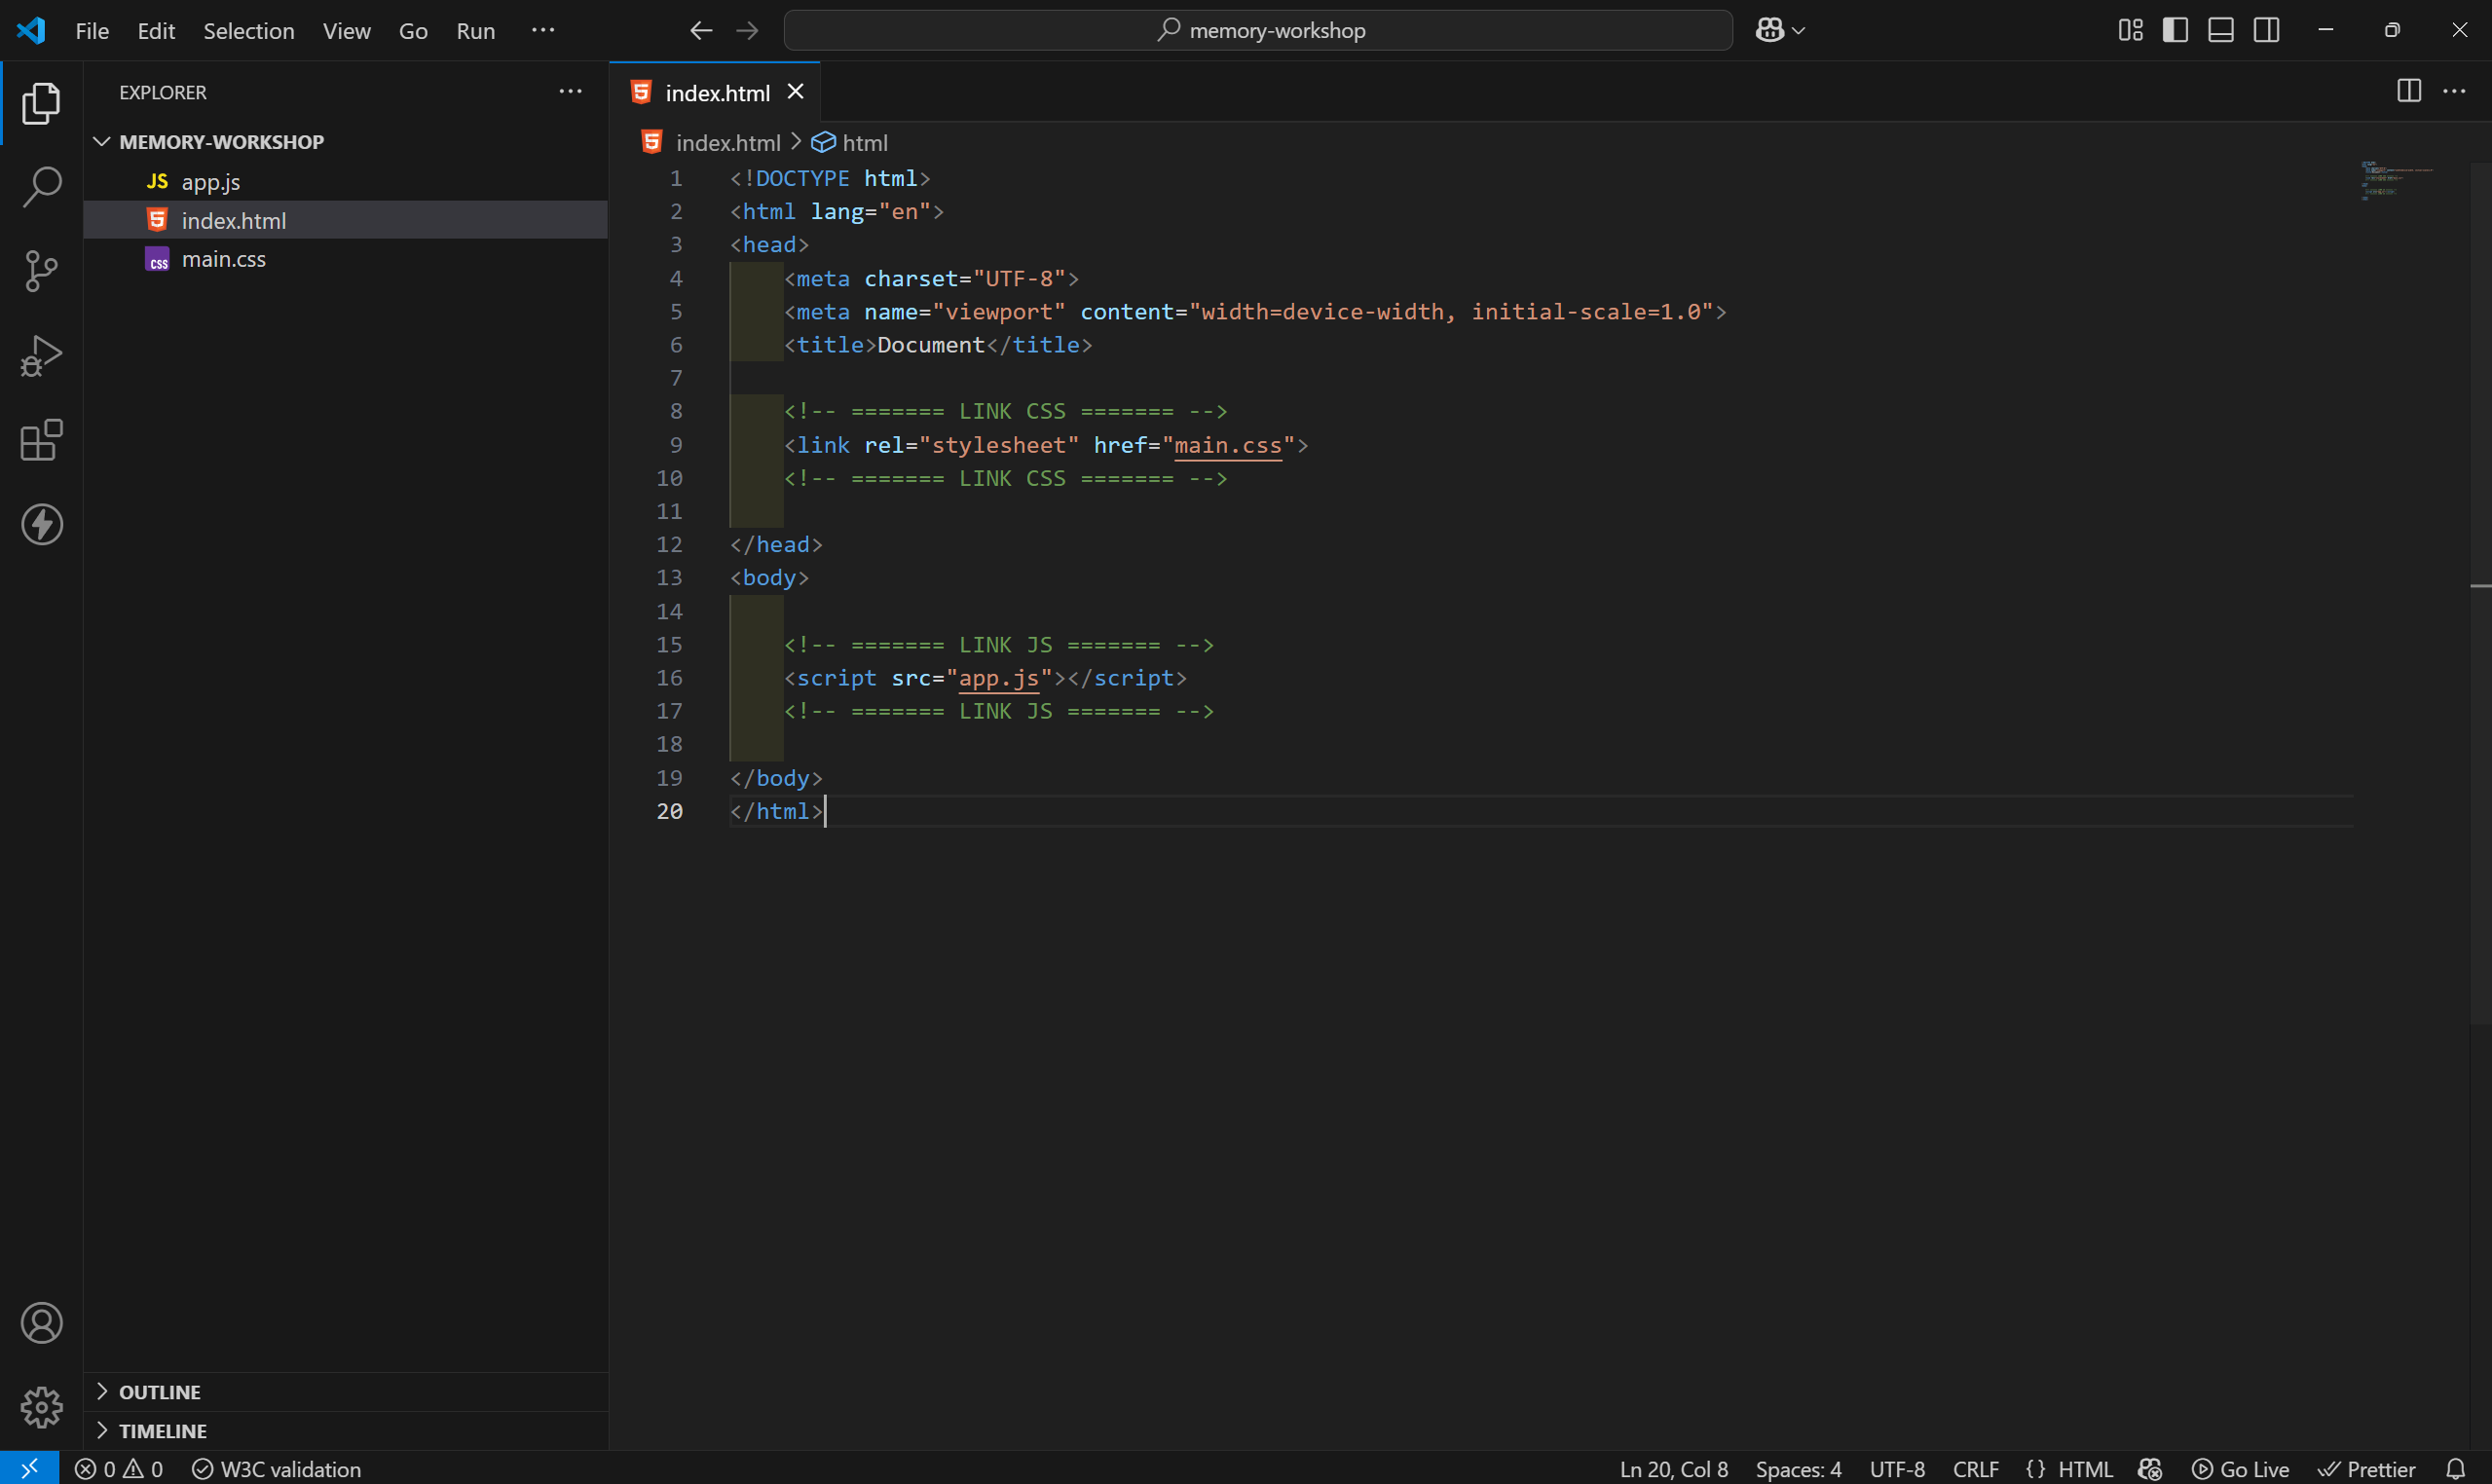 File Edit Selection View Go Run ···
memory-workshop
EXPLORER ···
MEMORY-WORKSHOP
JS app.js
index.html
css main.css
OUTLINE
TIMELINE
5 index.html
5 index.html > html
1 <!DOCTYPE html>
2 <html lang="en">
3 <head>
4 <meta charset="UTF-8">
5 <meta name="viewport" content="width=device-width, initial-scale=1.0">
6 <title>Document</title>
7
8 <!-- ======= LINK CSS ======= -->
9 <link rel="stylesheet" href="main.css">
10 <!-- ======= LINK CSS ======= -->
11
12 </head>
13 <body>
14
15 <!-- ======= LINK JS ======= -->
16 <script src="app.js"></script>
17 <!-- ======= LINK JS ======= -->
18
19 </body>
20 </html>
0 0 W3C validation Ln 20, Col 8 Spaces: 4 UTF-8 CRLF {} HTML Go Live Prettier